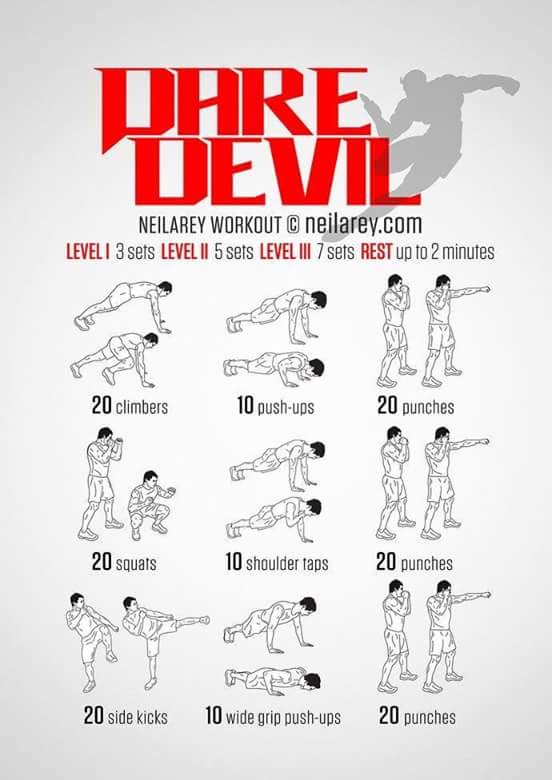 DARE
DEVIL
NEILAREY WORKOUT © neilarey.com
LEVEL I 3 sets LEVEL II 5 sets LEVEL III 7 sets REST up to 2 minutes
20 climbers 10 push-ups 20 punches
20 squats 10 shoulder taps 20 punches
20 side kicks 10 wide grip push-ups 20 punches